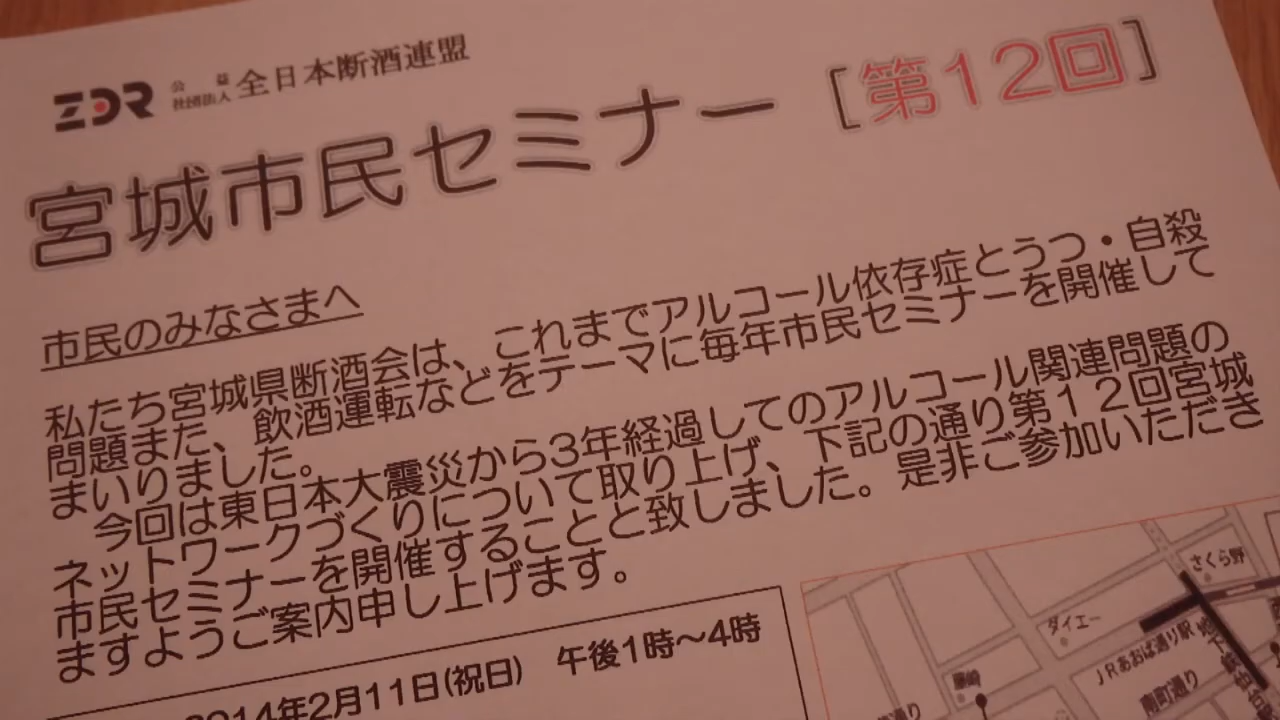 ZDR 公益社団法人 全日本断酒連盟
宮城市民セミナー [第12回]
市民のみなさまへ
私たち宮城県断酒会は、これまでアルコール依存症とうつ・自殺
問題また、飲酒運転などをテーマに毎年市民セミナーを開催して
まいりました。
今回は東日本大震災から3年経過してのアルコール関連問題の
ネットワークづくりについて取り上げ、下記の通り第12回宮城
市民セミナーを開催することと致しました。是非ご参加いただき
ますようご案内申し上げます。
2014年2月11日(祝日) 午後1時～4時
さくら野
ダイエー
JRあおば通り駅
藤崎
南町通り